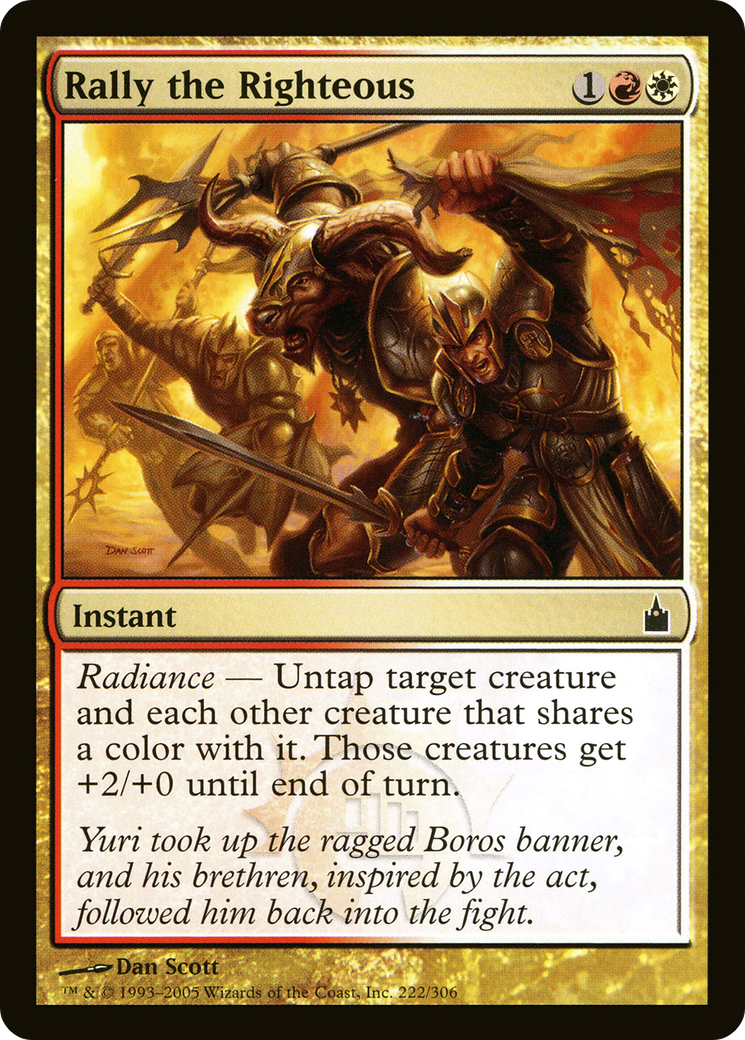 Rally the Righteous
1
DAN SCOTT
Instant
Radiance — Untap target creature
and each other creature that shares
a color with it. Those creatures get
+2/+0 until end of turn.
Yuri took up the ragged Boros banner,
and his brethren, inspired by the act,
followed him back into the fight.
Dan Scott
™ & © 1993–2005 Wizards of the Coast, Inc. 222/306